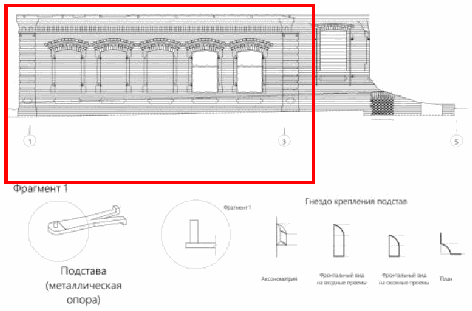 1
3
5
Фрагмент 1
Фрагмент 1
Гнездо крепления подстав
Подстава
(металлическая
опора)
Аксонометрия
Фронтальный вид
на входные проемы
Фронтальный вид
на оконные проемы
План